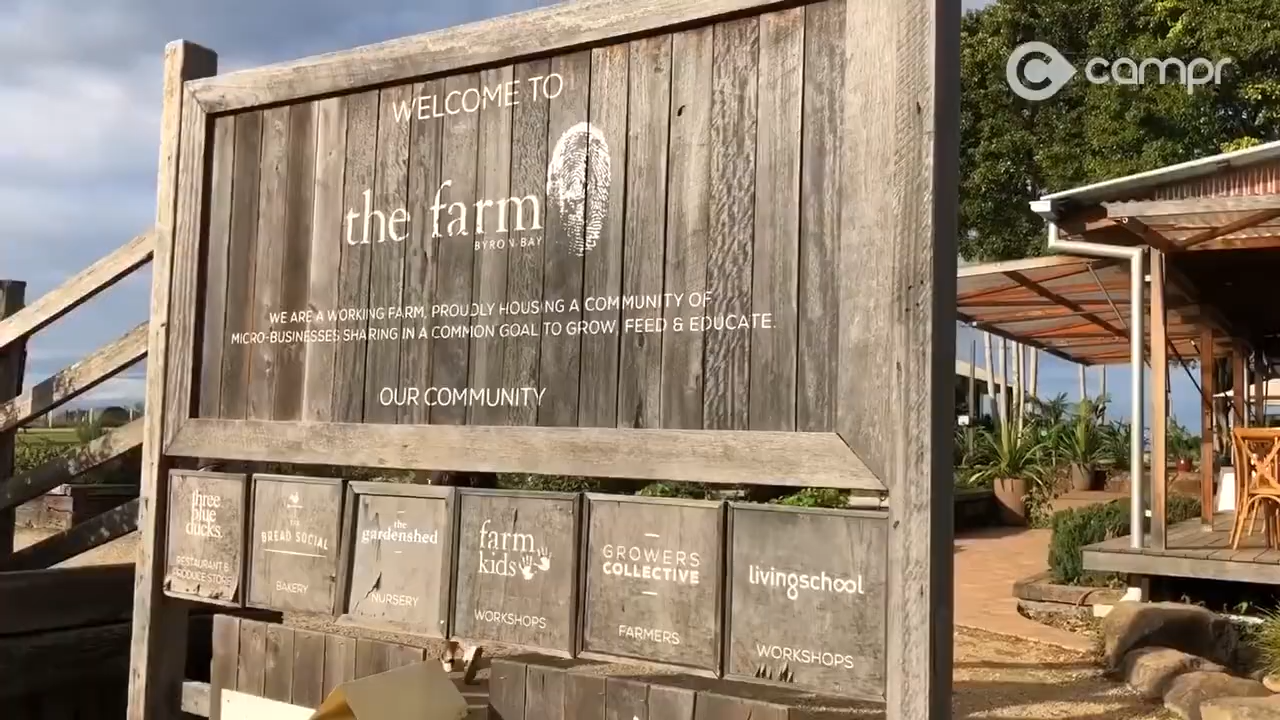 campr
WELCOME TO
the farm
BYRON BAY
WE ARE A WORKING FARM, PROUDLY HOUSING A COMMUNITY OF
MICRO-BUSINESSES SHARING IN A COMMON GOAL TO GROW, FEED & EDUCATE.
OUR COMMUNITY
three
blue
ducks
RESTAURANT &
PRODUCE STORE
THE
BREAD SOCIAL
BAKERY
the
gardenshed
NURSERY
farm
kids
WORKSHOPS
GROWERS
COLLECTIVE
FARMERS
livingschool
WORKSHOPS